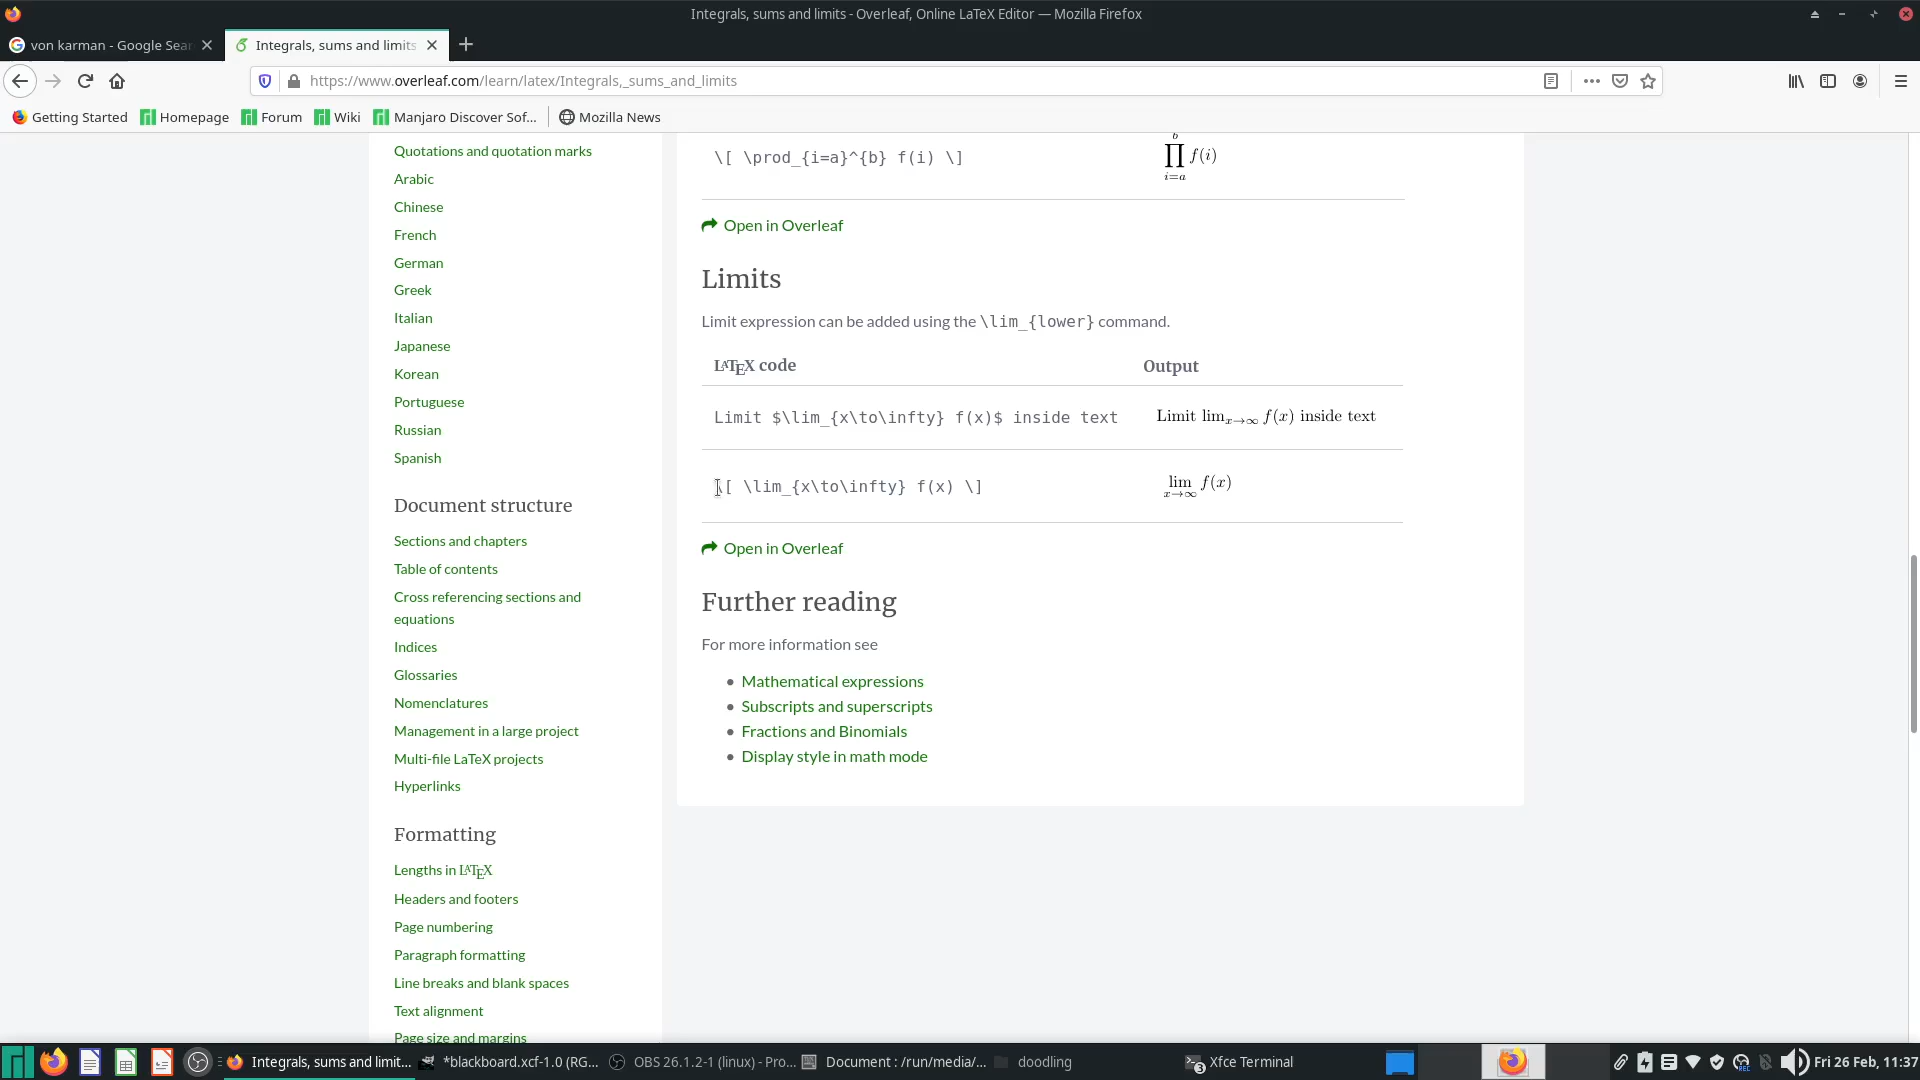 Integrals, sums and limits - Overleaf, Online LaTeX Editor — Mozilla Firefox
von karman - Google Sea
Integrals, sums and limits
https://www.overleaf.com/learn/latex/Integrals,_sums_and_limits
Getting Started
Homepage
Forum
Wiki
Manjaro Discover Sof...
Mozilla News
Quotations and quotation marks
Arabic
Chinese
French
German
Greek
Italian
Japanese
Korean
Portuguese
Russian
Spanish
Document structure
Sections and chapters
Table of contents
Cross referencing sections and
equations
Indices
Glossaries
Nomenclatures
Management in a large project
Multi-file LaTeX projects
Hyperlinks
Formatting
Lengths in LATEX
Headers and footers
Page numbering
Paragraph formatting
Line breaks and blank spaces
Text alignment
Page size and margins
\[ \prod_{i=a}^{b} f(i) \]
b
∏ f(i)
i=a
Open in Overleaf
Limits
Limit expression can be added using the \lim_{lower} command.
LATEX code Output
Limit $\lim_{x\to\infty} f(x)$ inside text Limit lim x→∞ f(x) inside text
\[ \lim_{x\to\infty} f(x) \]
lim f(x)
x→∞
Open in Overleaf
Further reading
For more information see
• Mathematical expressions
• Subscripts and superscripts
• Fractions and Binomials
• Display style in math mode
Integrals, sums and limit...
*blackboard.xcf-1.0 (RG...
OBS 26.1.2-1 (linux) - Pro...
Document : /run/media/...
doodling
3
Xfce Terminal
REC
Fri 26 Feb, 11:37